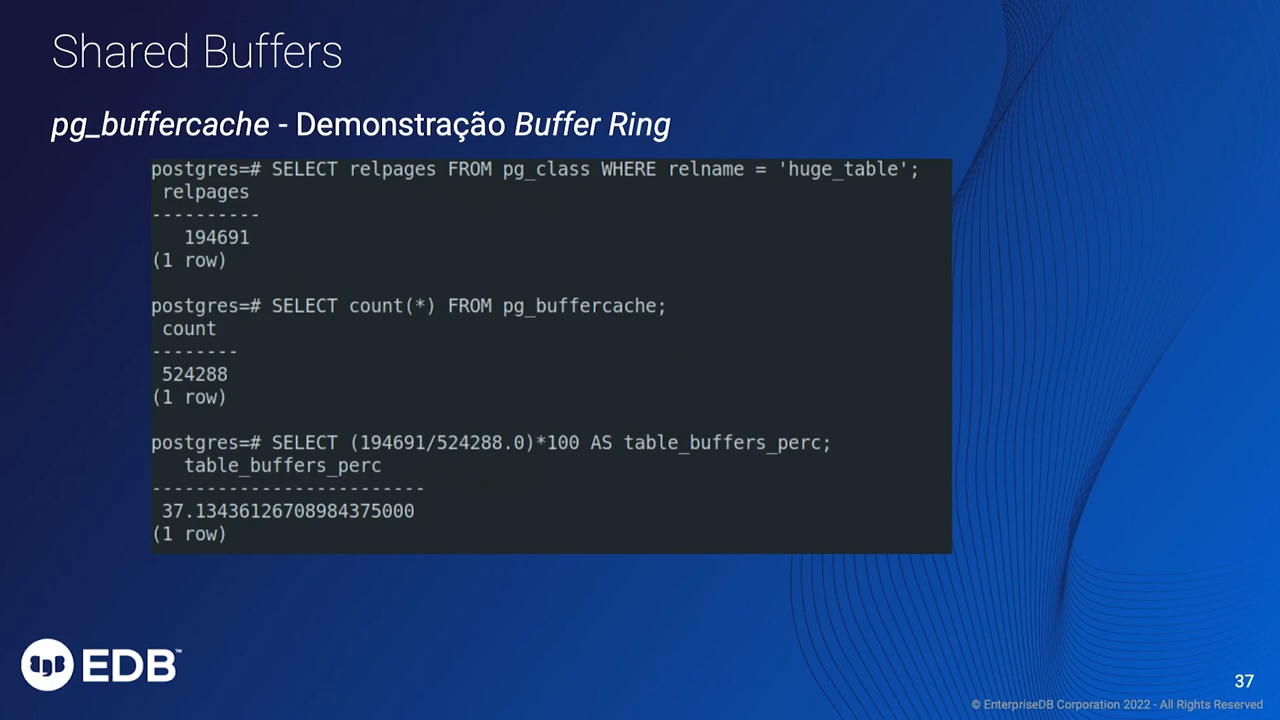 Shared Buffers
pg_buffercache - Demonstração Buffer Ring
postgres=# SELECT relpages FROM pg_class WHERE relname = 'huge_table';
 relpages
----------
   194691
(1 row)

postgres=# SELECT count(*) FROM pg_buffercache;
 count
--------
 524288
(1 row)

postgres=# SELECT (194691/524288.0)*100 AS table_buffers_perc;
   table_buffers_perc
-------------------------
 37.13436126708984375000
(1 row)
EDB™
37
© EnterpriseDB Corporation 2022 - All Rights Reserved